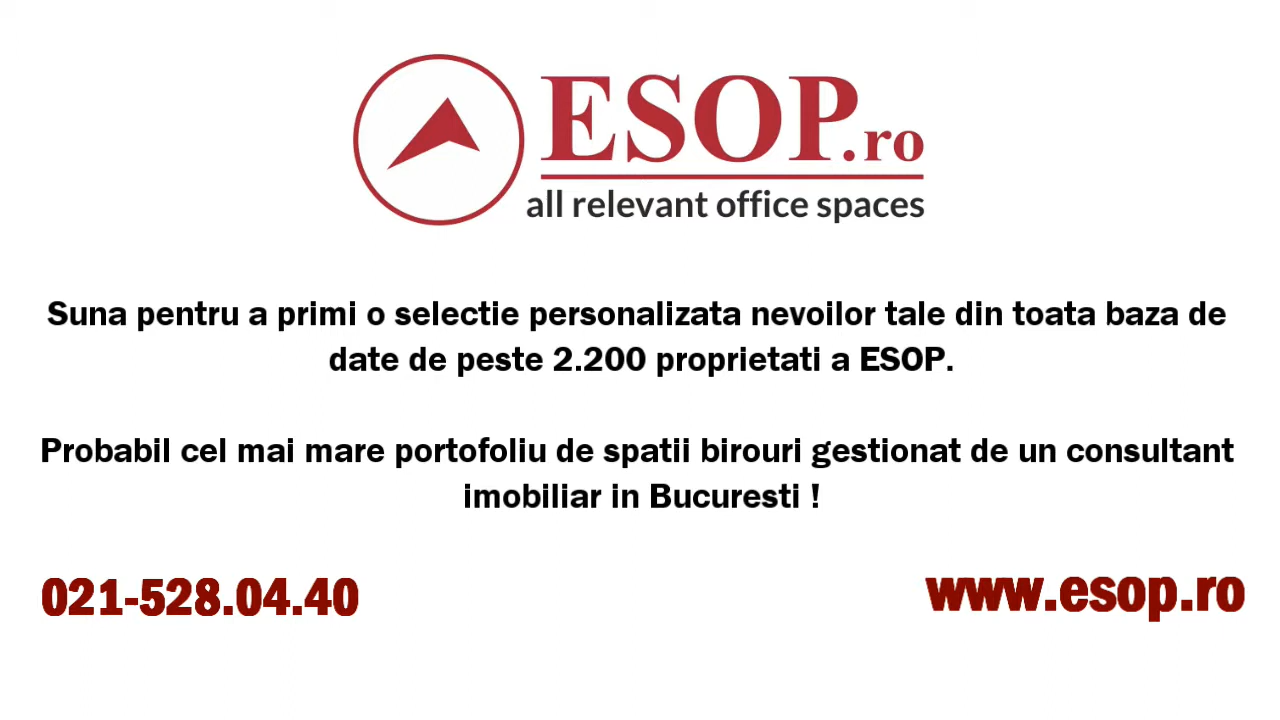 ESOP.ro
all relevant office spaces
Suna pentru a primi o selectie personalizata nevoilor tale din toata baza de
date de peste 2.200 proprietati a ESOP.
Probabil cel mai mare portofoliu de spatii birouri gestionat de un consultant
imobiliar in Bucuresti !
021-528.04.40
www.esop.ro